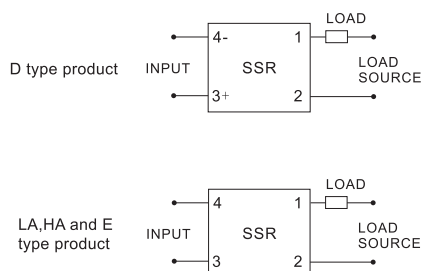 LOAD
4-
1
D type product
INPUT
SSR
LOAD
SOURCE
3+
2
LOAD
4
1
LA,HA and E
type product
INPUT
SSR
LOAD
SOURCE
3
2